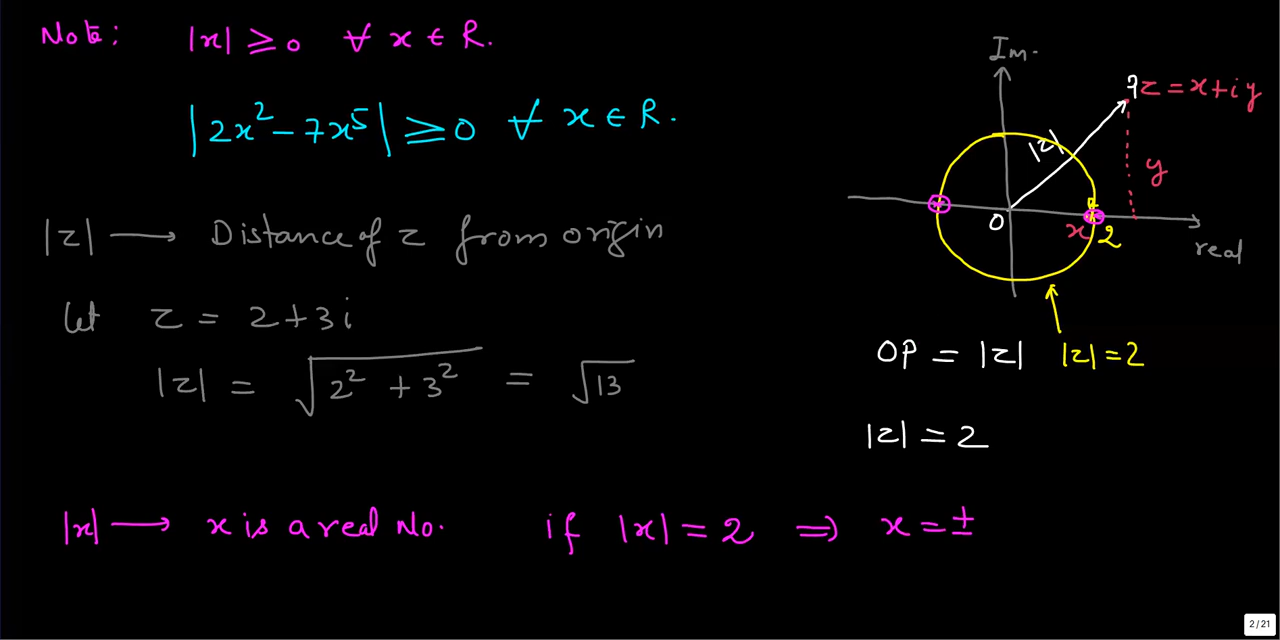 Note: |x| ≥ 0 ∀ x ∈ R.
|2x² - 7x⁵| ≥ 0 ∀ x ∈ R.
|z| → Distance of z from origin
let z = 2+3i
|z| = √(2² + 3²) = √13
|x| → x is a real No. if |x| = 2 ⇒ x = ±
Im.
z = x+iy
|z|
y
0
x
2
real
OP = |z|
|z| = 2
|z| = 2
2/21